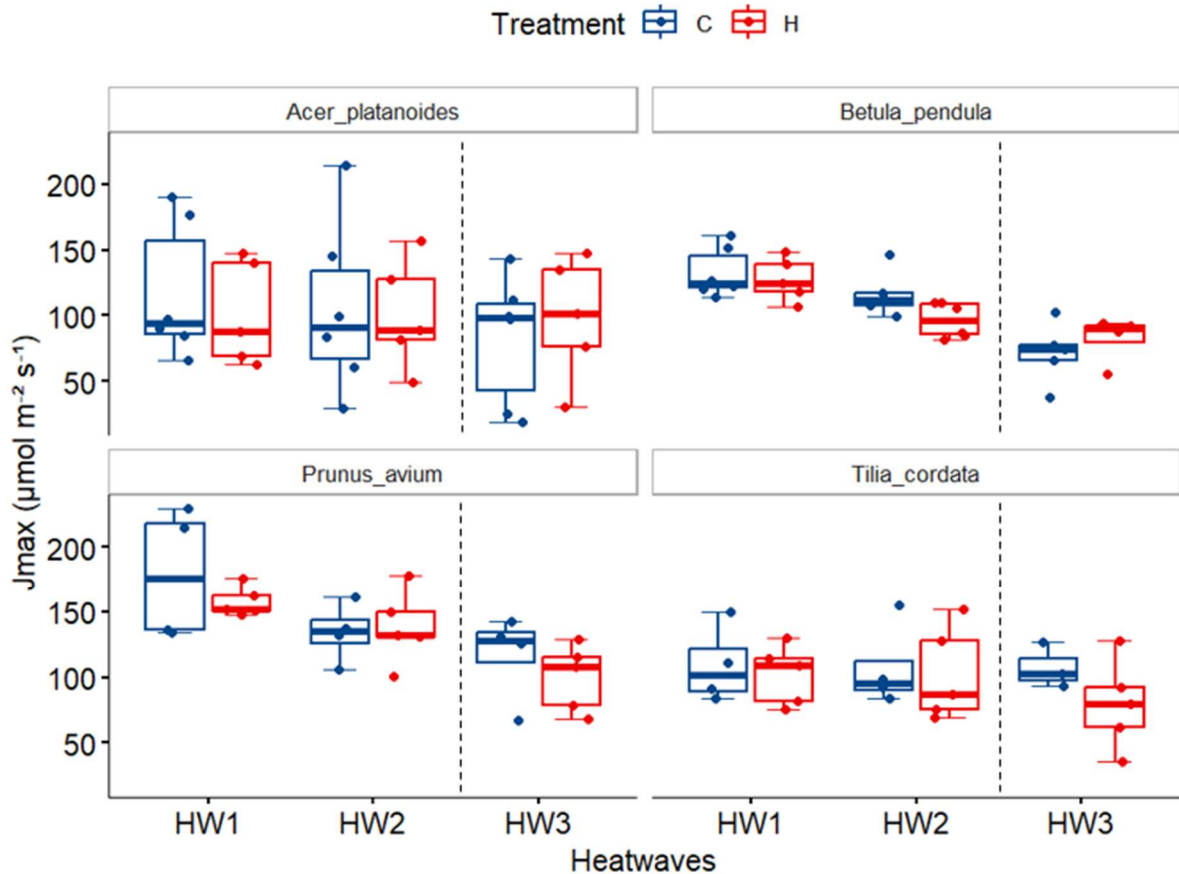 Treatment C H
Acer_platanoides
Betula_pendula
200
150
100
50
Prunus_avium
Tilia_cordata
200
150
100
50
Jmax (µmol m⁻² s⁻¹)
HW1 HW2 HW3 HW1 HW2 HW3
Heatwaves